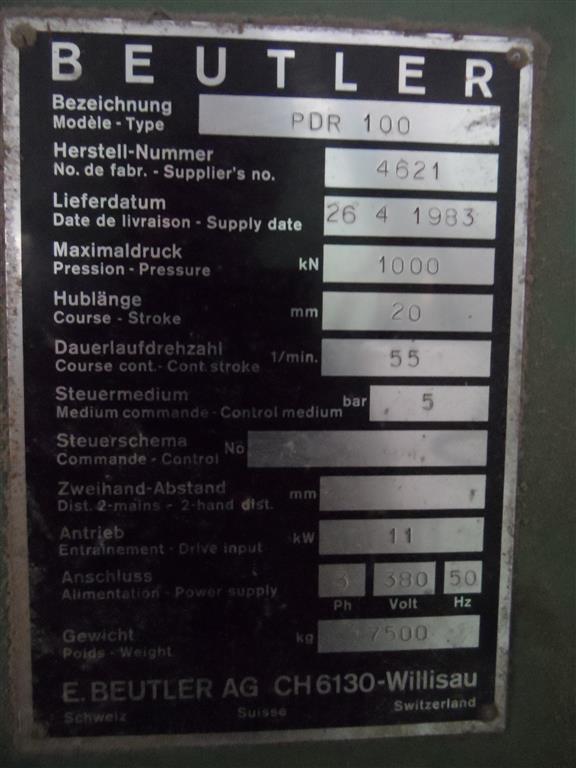 BEUTLER
Bezeichnung
Modèle - Type PDR 100
Herstell-Nummer
No. de fabr. - Supplier's no. 4621
Lieferdatum
Date de livraison - Supply date 26 4 1983
Maximaldruck
Pression - Pressure kN 1000
Hublänge
Course - Stroke mm 20
Dauerlaufdrehzahl
Course cont. - Cont stroke 1/min. 55
Steuermedium
Medium commande - Control medium bar 5
Steuerschema
Commande - Control No
Zweihand-Abstand
Dist. 2-mains - 2-hand dist. mm
Antrieb
Entrainement - Drive input kW 11
Anschluss
Alimentation - Power supply 3 380 50
Ph Volt Hz
Gewicht
Poids - Weight kg 7500
E. BEUTLER AG CH6130-Willisau
Schweiz Suisse Switzerland